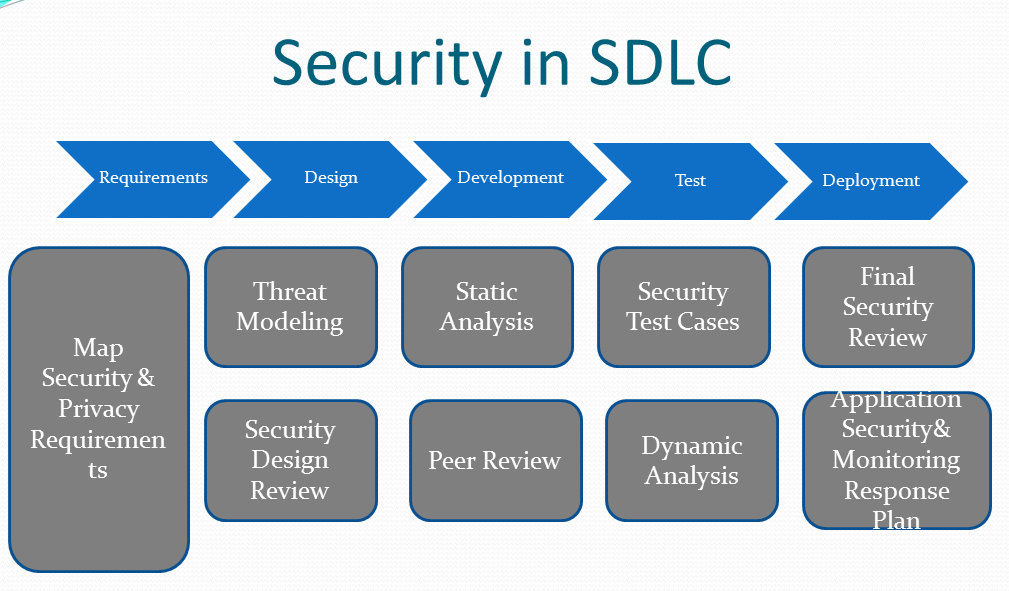 Security in SDLC
Requirements
Design
Development
Test
Deployment
Map
Security &
Privacy
Requiremen
ts
Threat
Modeling
Static
Analysis
Security
Test Cases
Final
Security
Review
Security
Design
Review
Peer Review
Dynamic
Analysis
Application
Security&
Monitoring
Response
Plan